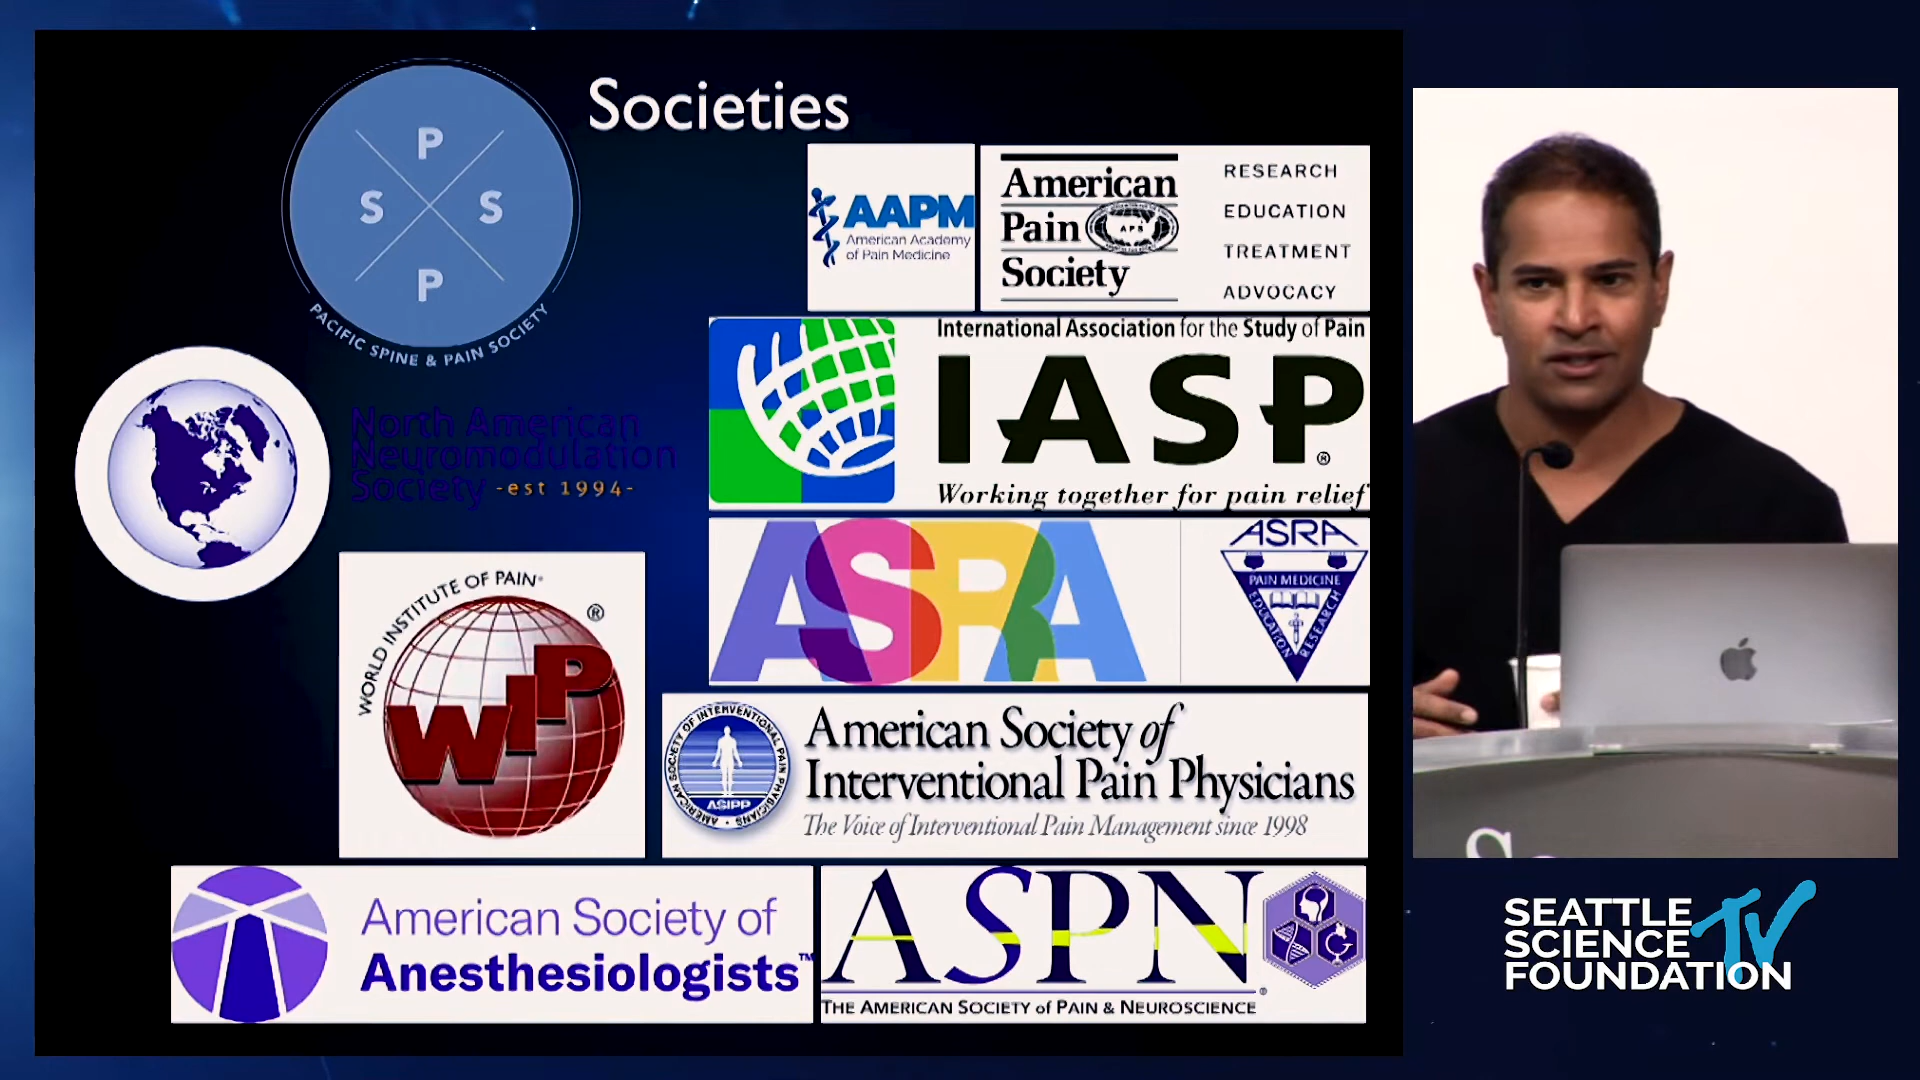 Societies
P
S S
P
PACIFIC SPINE & PAIN SOCIETY
AAPM
American Academy
of Pain Medicine
American
Pain
Society
APS
RESEARCH
EDUCATION
TREATMENT
ADVOCACY
North American
Neuromodulation
Society -est 1994-
International Association for the Study of Pain
IASP®
Working together for pain relief
ASRA
ASRA
PAIN MEDICINE
EDUCATION
RESEARCH
WORLD INSTITUTE OF PAIN®
®
WIP
AMERICAN SOCIETY OF INTERVENTIONAL PAIN PHYSICIANS
ASIPP
American Society of
Interventional Pain Physicians
The Voice of Interventional Pain Management since 1998
American Society of
Anesthesiologists™
ASPN®
THE AMERICAN SOCIETY of PAIN & NEUROSCIENCE
SEATTLE
SCIENCE
FOUNDATION
TV